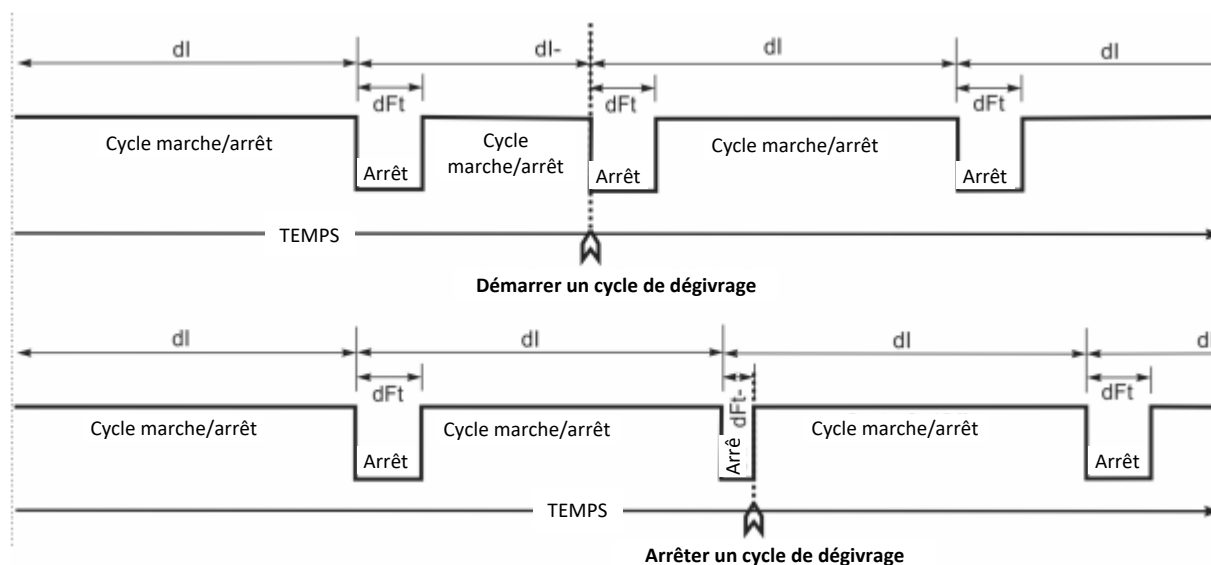 dI dI- dI dI
dFt dFt dFt
Cycle marche/arrêt Cycle marche/arrêt Cycle marche/arrêt
Arrêt Arrêt Arrêt
TEMPS
Démarrer un cycle de dégivrage
dI dI dI dI
dFt dFt- dFt
Cycle marche/arrêt Cycle marche/arrêt Cycle marche/arrêt
Arrêt Arrê Arrêt
TEMPS
Arrêter un cycle de dégivrage